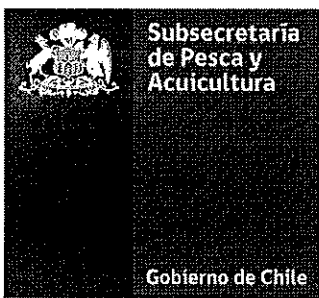 Subsecretaría
de Pesca y
Acuicultura
Gobierno de Chile